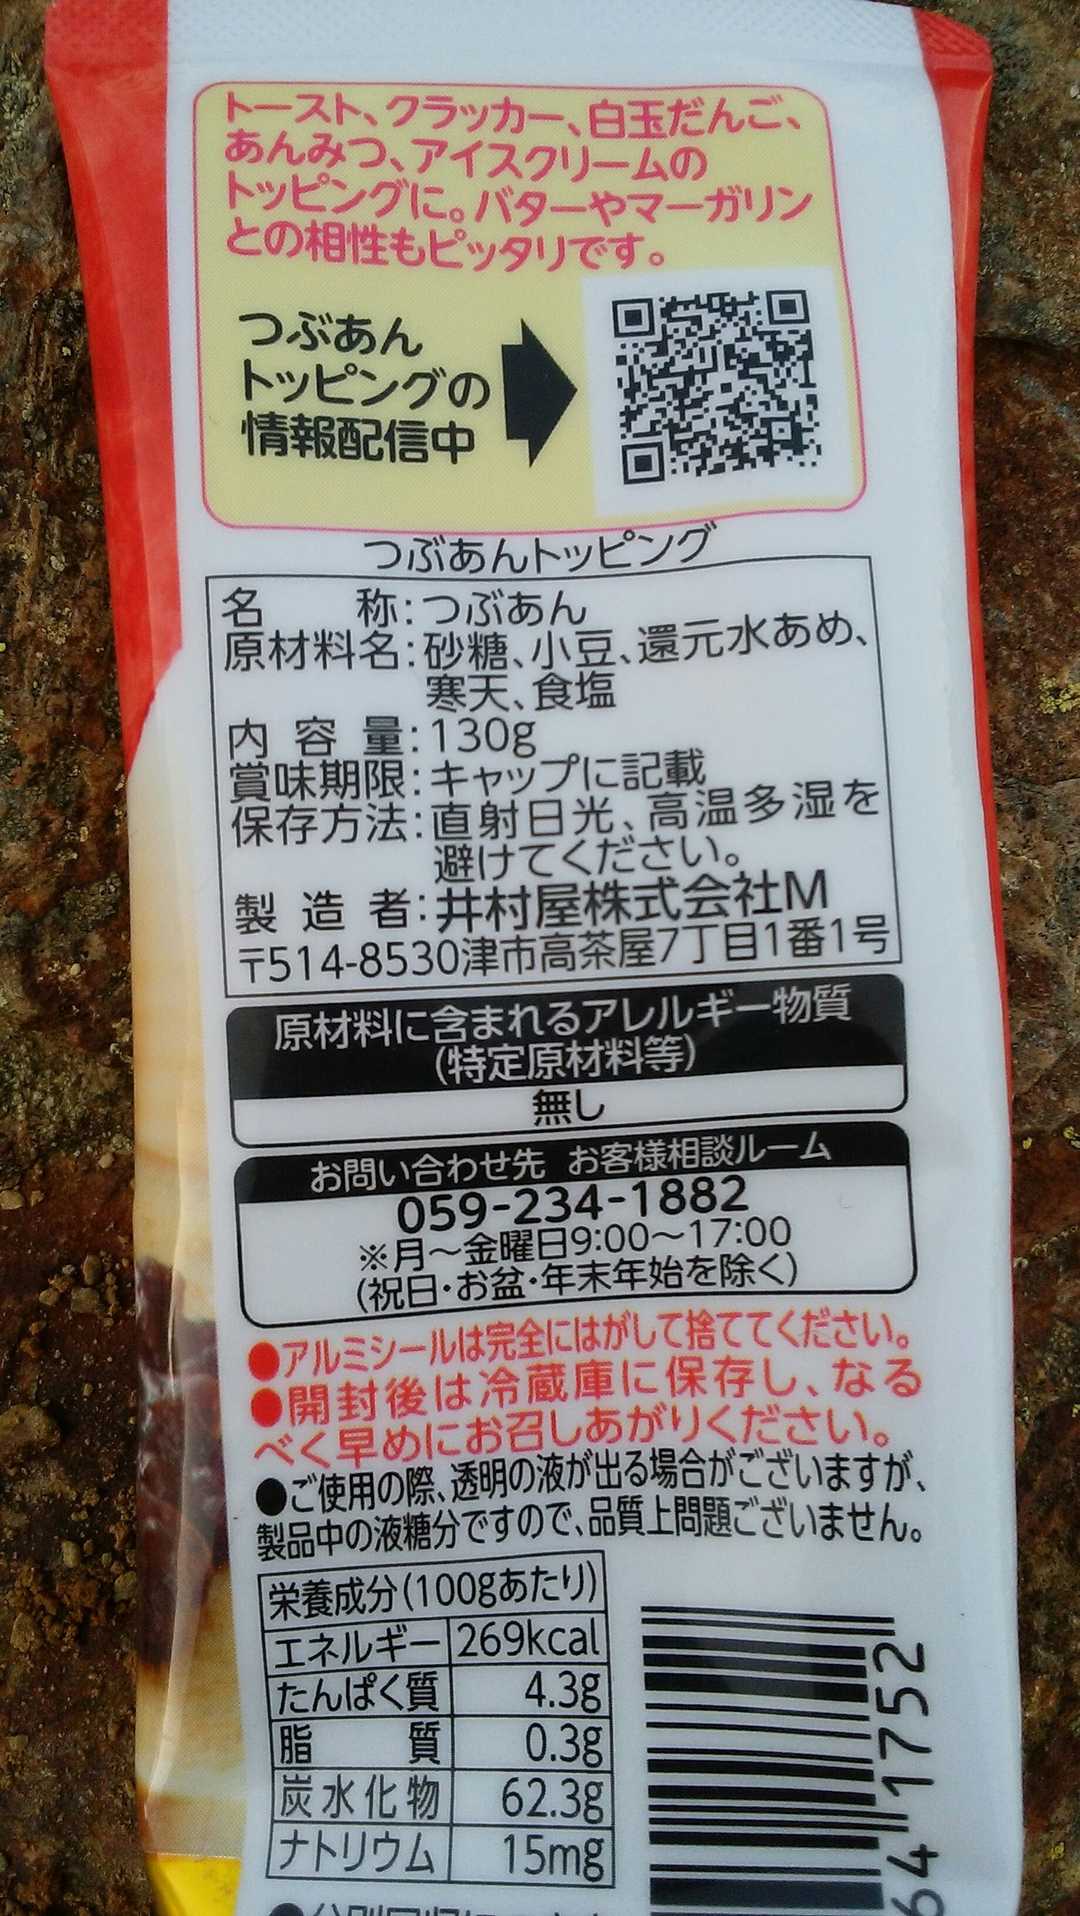 トースト、クラッカー、白玉だんご、
あんみつ、アイスクリームの
トッピングに。バターやマーガリン
との相性もピッタリです。
つぶあん
トッピングの
情報配信中
つぶあんトッピング
名 称:つぶあん
原材料名:砂糖、小豆、還元水あめ、
寒天、食塩
内容量:130g
賞味期限:キャップに記載
保存方法:直射日光、高温多湿を
避けてください。
製造者:井村屋株式会社M
〒514-8530津市高茶屋7丁目1番1号
原材料に含まれるアレルギー物質
(特定原材料等)
無し
お問い合わせ先 お客様相談ルーム
059-234-1882
※月〜金曜日9:00〜17:00
(祝日・お盆・年末年始を除く)
●アルミシールは完全にはがして捨ててください。
●開封後は冷蔵庫に保存し、なる
べく早めにお召しあがりください。
●ご使用の際、透明の液が出る場合がございますが、
製品中の液糖分ですので、品質上問題ございません。
栄養成分(100gあたり)
エネルギー 269kcal
たんぱく質 4.3g
脂質 0.3g
炭水化物 62.3g
ナトリウム 15mg
64 1752